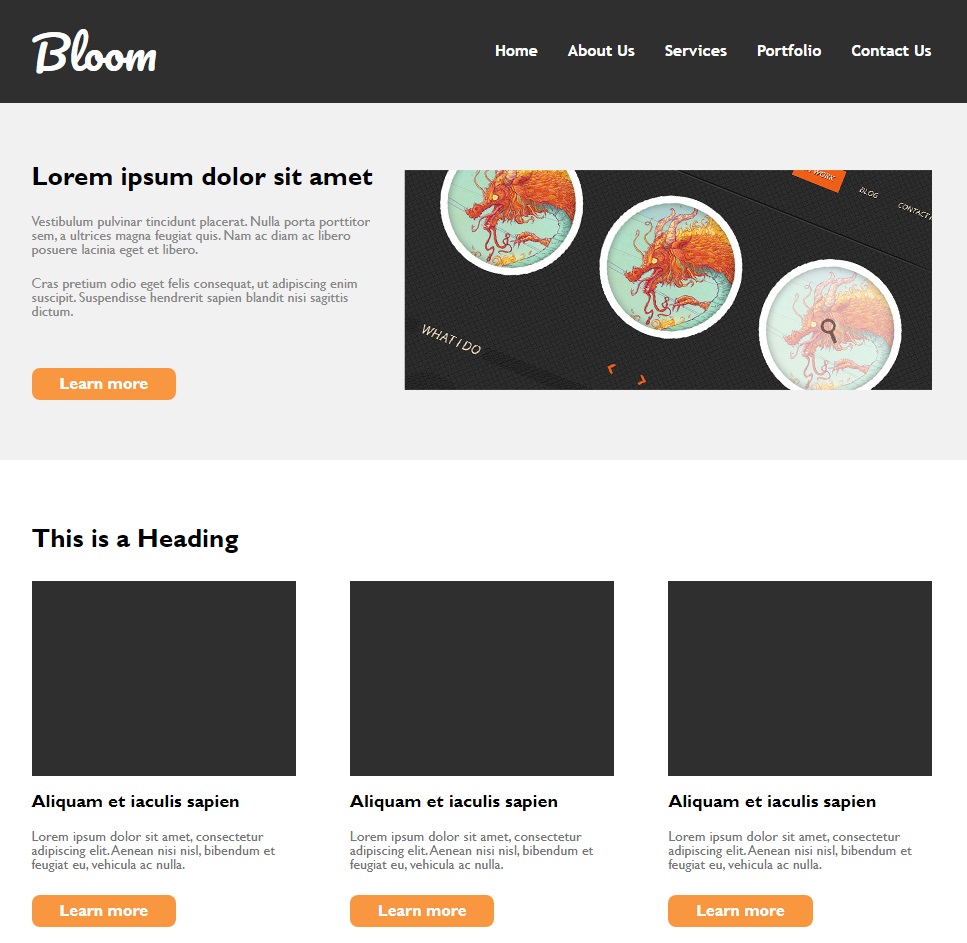 Bloom
Home About Us Services Portfolio Contact Us
Lorem ipsum dolor sit amet
Vestibulum pulvinar tincidunt placerat. Nulla porta porttitor
sem, a ultrices magna feugiat quis. Nam ac diam ac libero
posuere lacinia eget et libero.
Cras pretium odio eget felis consequat, ut adipiscing enim
suscipit. Suspendisse hendrerit sapien blandit nisi sagittis
dictum.
Learn more
WORK
BLOG
CONTACT
WHAT I DO
This is a Heading
Aliquam et iaculis sapien
Lorem ipsum dolor sit amet, consectetur
adipiscing elit. Aenean nisi nisl, bibendum et
feugiat eu, vehicula ac nulla.
Learn more
Aliquam et iaculis sapien
Lorem ipsum dolor sit amet, consectetur
adipiscing elit. Aenean nisi nisl, bibendum et
feugiat eu, vehicula ac nulla.
Learn more
Aliquam et iaculis sapien
Lorem ipsum dolor sit amet, consectetur
adipiscing elit. Aenean nisi nisl, bibendum et
feugiat eu, vehicula ac nulla.
Learn more